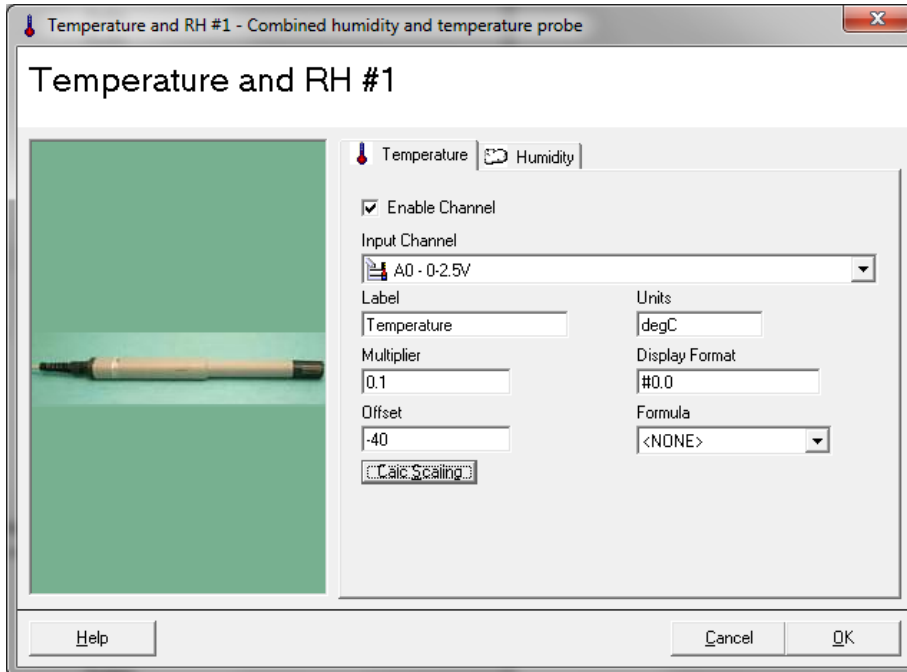 Temperature and RH #1 - Combined humidity and temperature probe
Temperature and RH #1
Temperature Humidity
Enable Channel
Input Channel
A0 - 0-2.5V
Label Units
Temperature degC
Multiplier Display Format
0.1 #0.0
Offset Formula
-40 <NONE>
Calc Scaling
Help Cancel OK